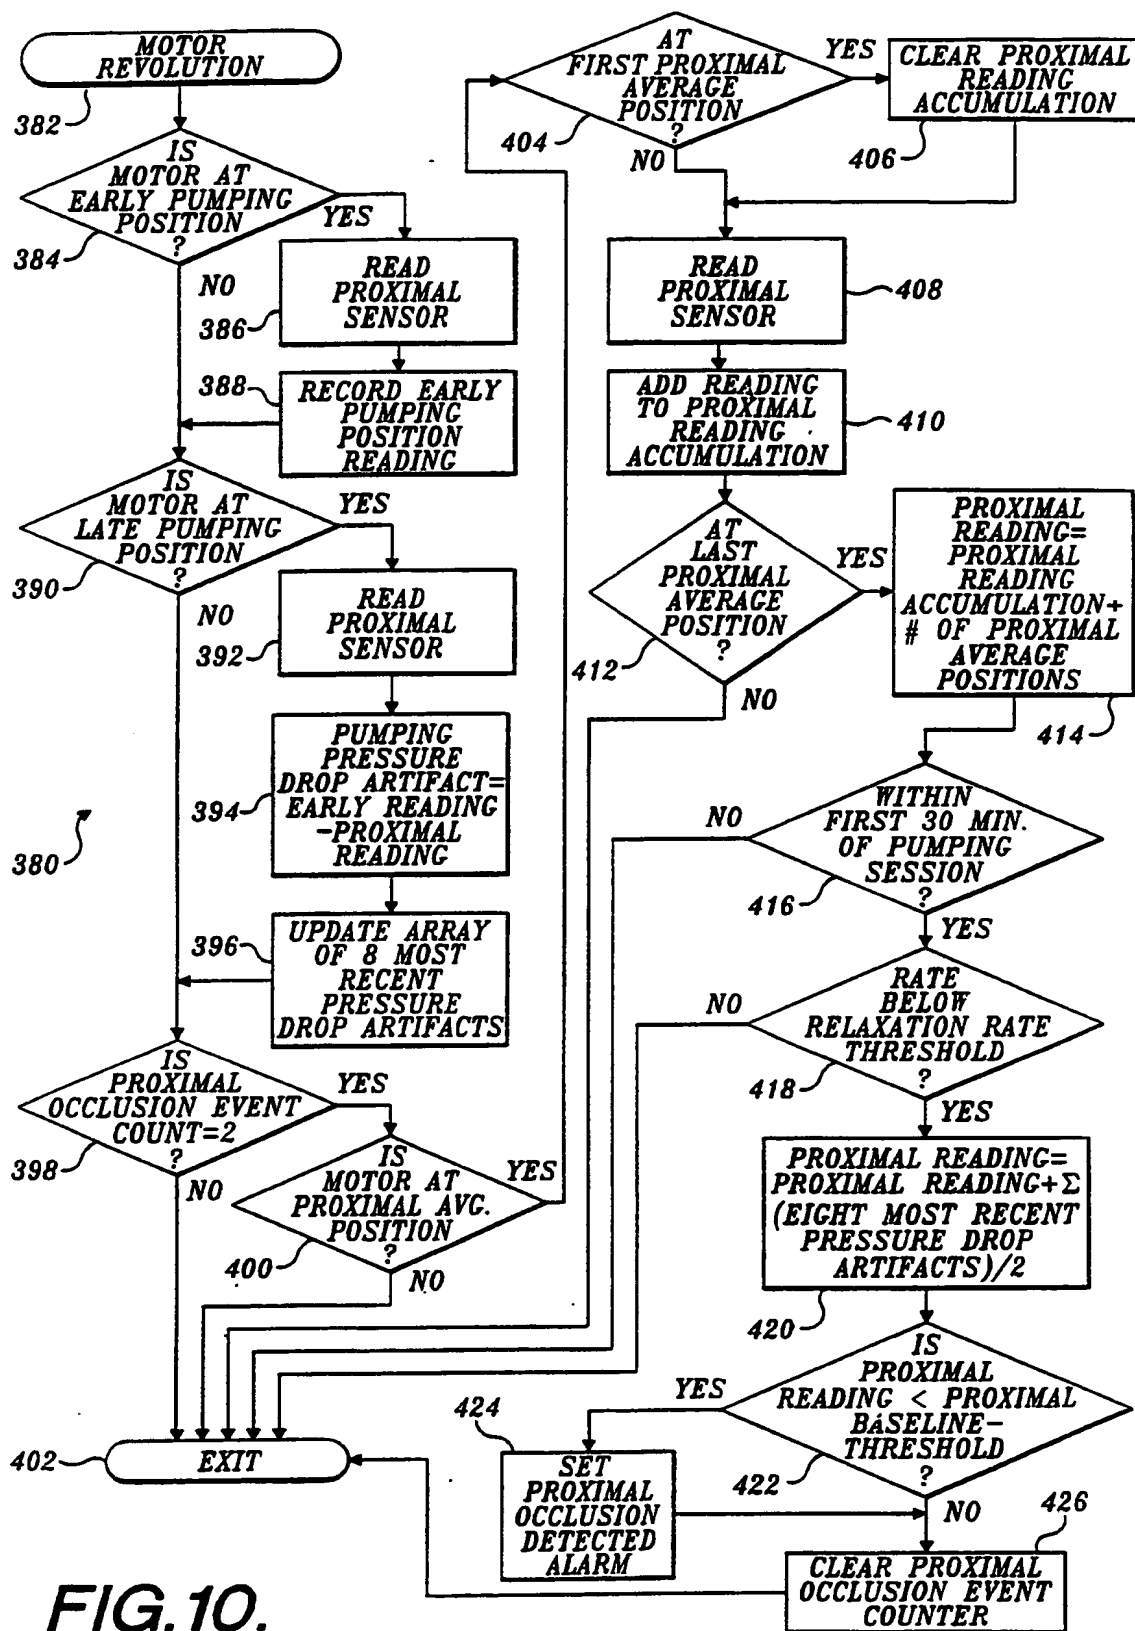 MOTOR
REVOLUTION
382
IS
MOTOR AT
EARLY PUMPING
POSITION
?
384
YES
NO
READ
PROXIMAL
SENSOR
386
388
RECORD EARLY
PUMPING
POSITION
READING
IS
MOTOR AT
LATE PUMPING
POSITION
?
390
YES
NO
READ
PROXIMAL
SENSOR
392
PUMPING
PRESSURE
DROP ARTIFACT=
EARLY READING
-PROXIMAL
READING
394
380
396
UPDATE ARRAY
OF 8 MOST
RECENT
PRESSURE
DROP ARTIFACTS
IS
PROXIMAL
OCCLUSION EVENT
COUNT=2
?
398
YES
NO
IS
MOTOR AT
PROXIMAL AVG.
POSITION
?
400
YES
NO
402
EXIT
AT
FIRST PROXIMAL
AVERAGE
POSITION
?
404
YES
NO
CLEAR PROXIMAL
READING
ACCUMULATION
406
READ
PROXIMAL
SENSOR
408
ADD READING
TO PROXIMAL
READING
ACCUMULATION
410
AT
LAST
PROXIMAL
AVERAGE
POSITION
?
412
YES
NO
PROXIMAL
READING=
PROXIMAL
READING
ACCUMULATION+
# OF PROXIMAL
AVERAGE
POSITIONS
414
WITHIN
FIRST 30 MIN.
OF PUMPING
SESSION
?
416
NO
YES
RATE
BELOW
RELAXATION RATE
THRESHOLD
?
418
NO
YES
PROXIMAL READING=
PROXIMAL READING+Σ
(EIGHT MOST RECENT
PRESSURE DROP
ARTIFACTS)/2
420
IS
PROXIMAL
READING < PROXIMAL
BASELINE-
THRESHOLD
?
422
YES
NO
424
SET
PROXIMAL
OCCLUSION
DETECTED
ALARM
426
CLEAR PROXIMAL
OCCLUSION EVENT
COUNTER
FIG.10.